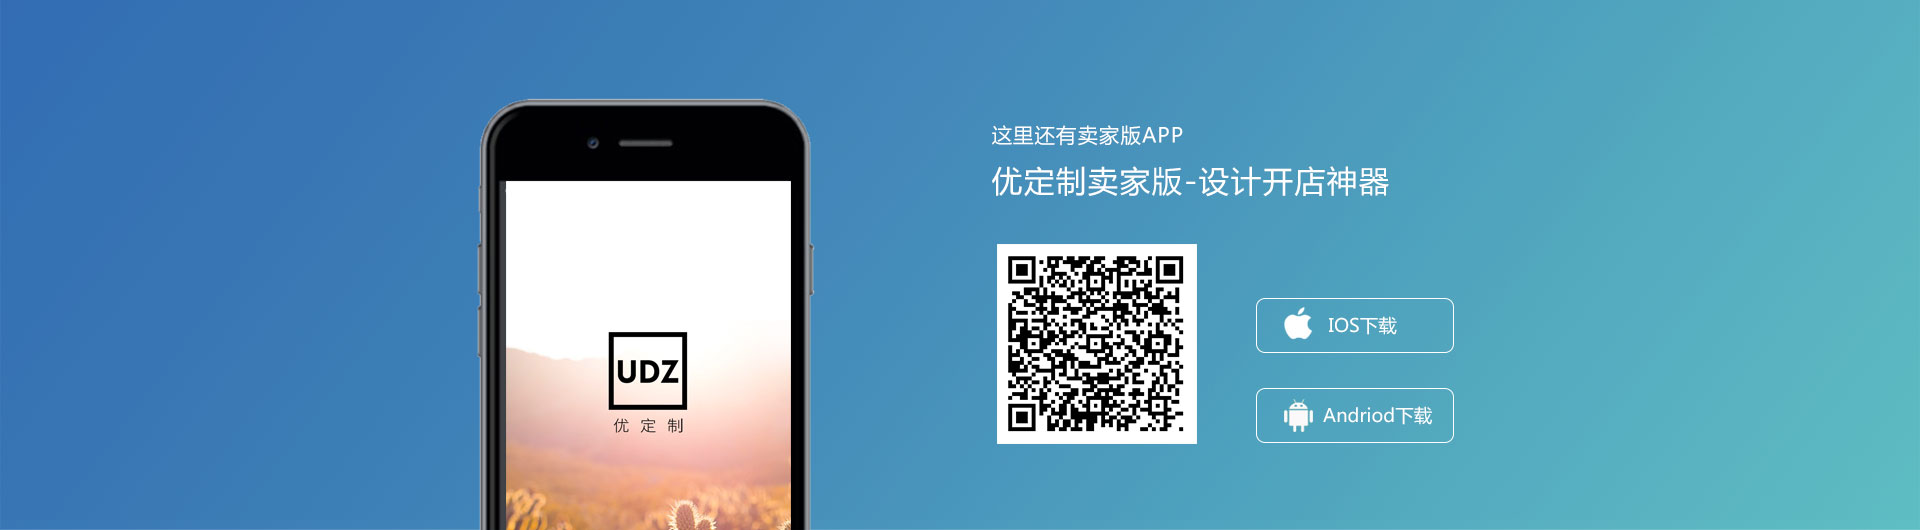 这里还有卖家版APP
优定制卖家版-设计开店神器
UDZ
优定制
IOS下载
Andriod下载